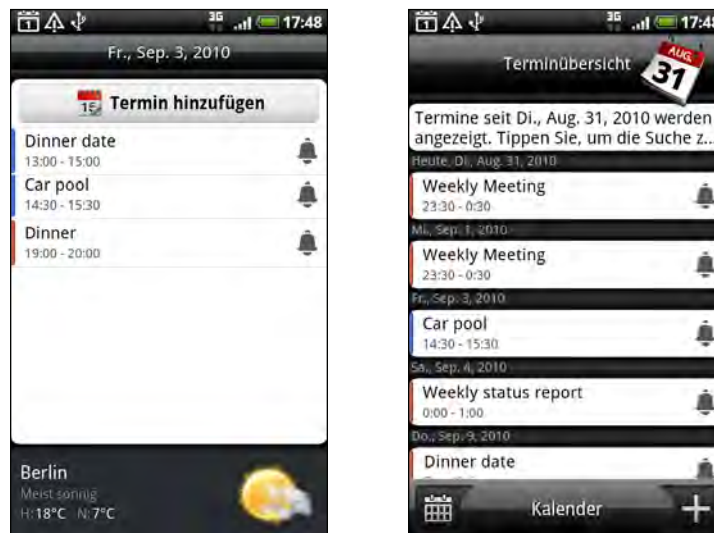 3G 17:48
Fr., Sep. 3, 2010
15 Termin hinzufügen
Dinner date
13:00 - 15:00
Car pool
14:30 - 15:30
Dinner
19:00 - 20:00
Berlin
Meist sonnig
H:18°C N:7°C
3G 17:48
Terminübersicht
AUG.
31
Termine seit Di., Aug. 31, 2010 werden
angezeigt. Tippen Sie, um die Suche z...
Heute, Di., Aug. 31, 2010
Weekly Meeting
23:30 - 0:30
Mi., Sep. 1, 2010
Weekly Meeting
23:30 - 0:30
Fr., Sep. 3, 2010
Car pool
14:30 - 15:30
Sa., Sep. 4, 2010
Weekly status report
0:00 - 1:00
Do., Sep. 9, 2010
Dinner date
Kalender